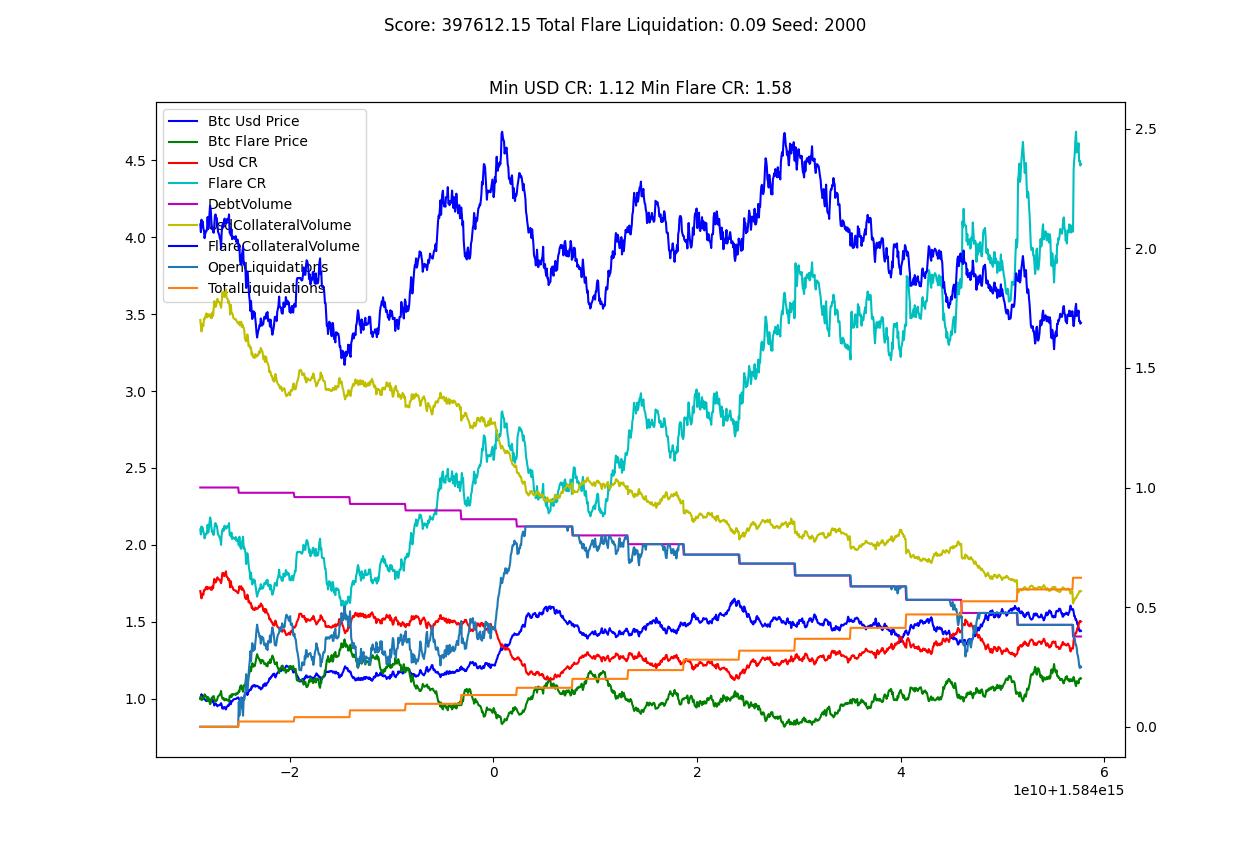 Score: 397612.15 Total Flare Liquidation: 0.09 Seed: 2000
Min USD CR: 1.12 Min Flare CR: 1.58
Btc Usd Price
Btc Flare Price
Usd CR
Flare CR
DebtVolume
UsdCollateralVolume
FlareCollateralVolume
OpenLiquidations
TotalLiquidations
4.5
4.0
3.5
3.0
2.5
2.0
1.5
1.0
2.5
2.0
1.5
1.0
0.5
0.0
−2
0
2
4
6
1e10+1.584e15